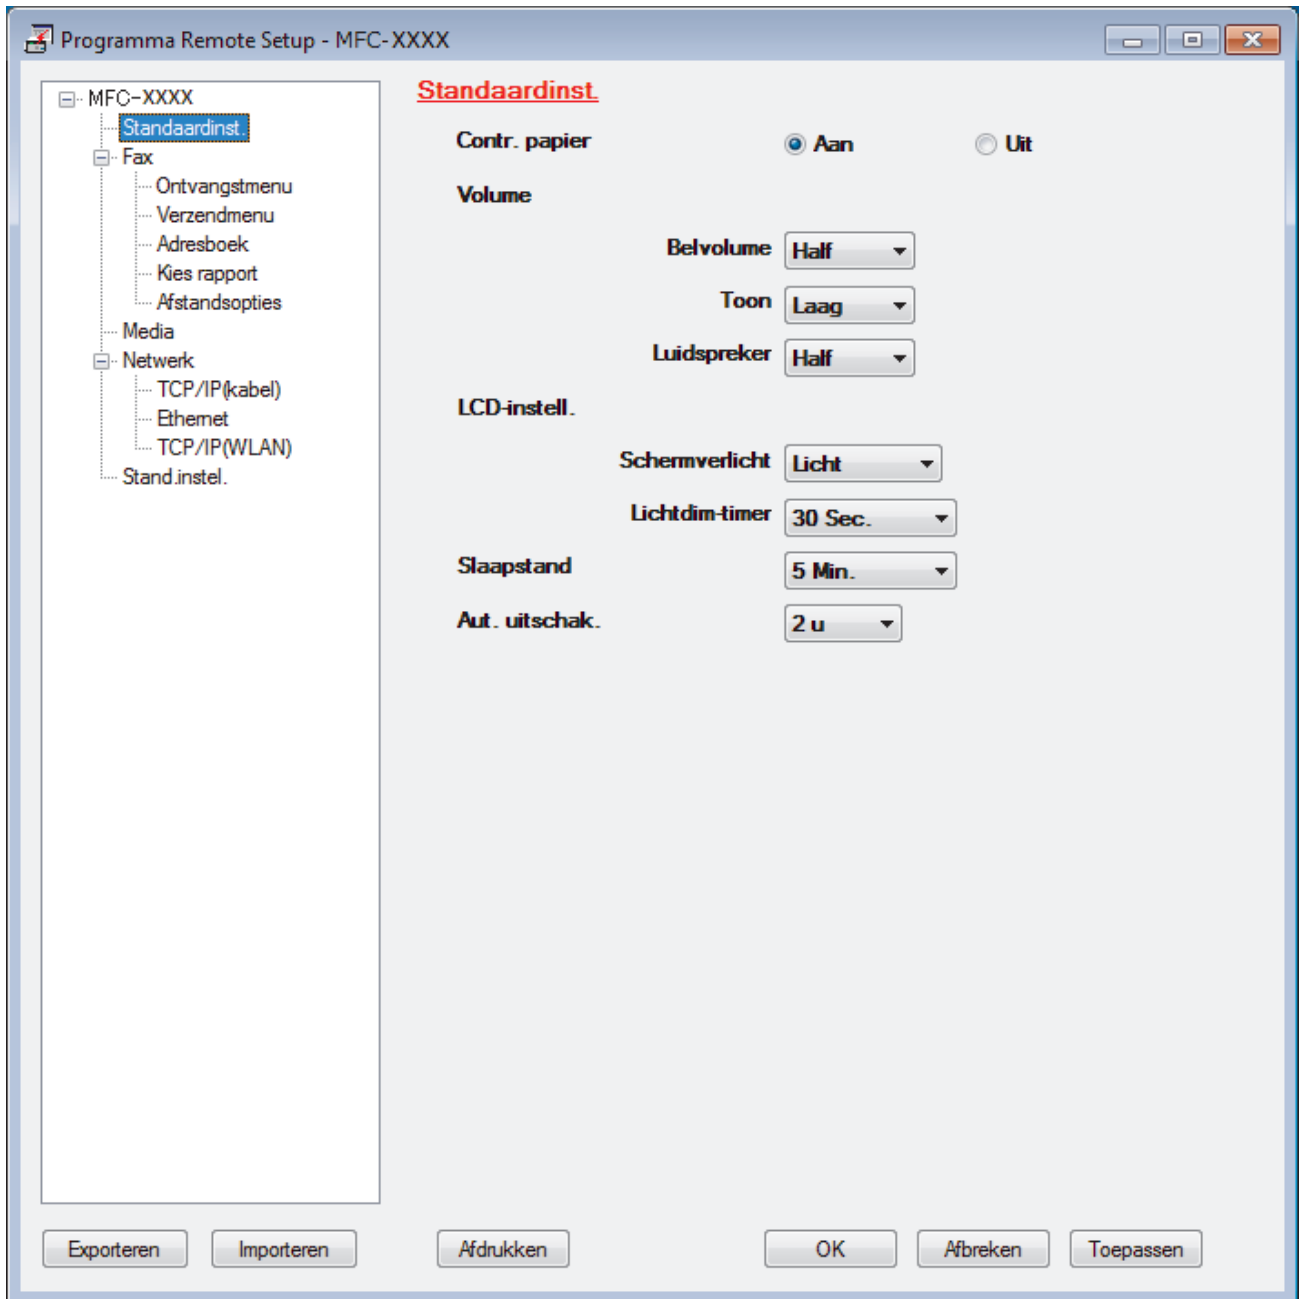 Programma Remote Setup - MFC-XXXX
MFC-XXXX
Standaardinst.
Fax
Ontvangstmenu
Verzendmenu
Adresboek
Kies rapport
Afstandsopties
Media
Netwerk
TCP/IP(kabel)
Ethernet
TCP/IP(WLAN)
Stand.instel.
Standaardinst.
Contr. papier Aan Uit
Volume
Belvolume Half
Toon Laag
Luidspreker Half
LCD-instell.
Schermverlicht Licht
Lichtdim-timer 30 Sec.
Slaapstand 5 Min.
Aut. uitschak. 2 u
Exporteren Importeren Afdrukken OK Afbreken Toepassen